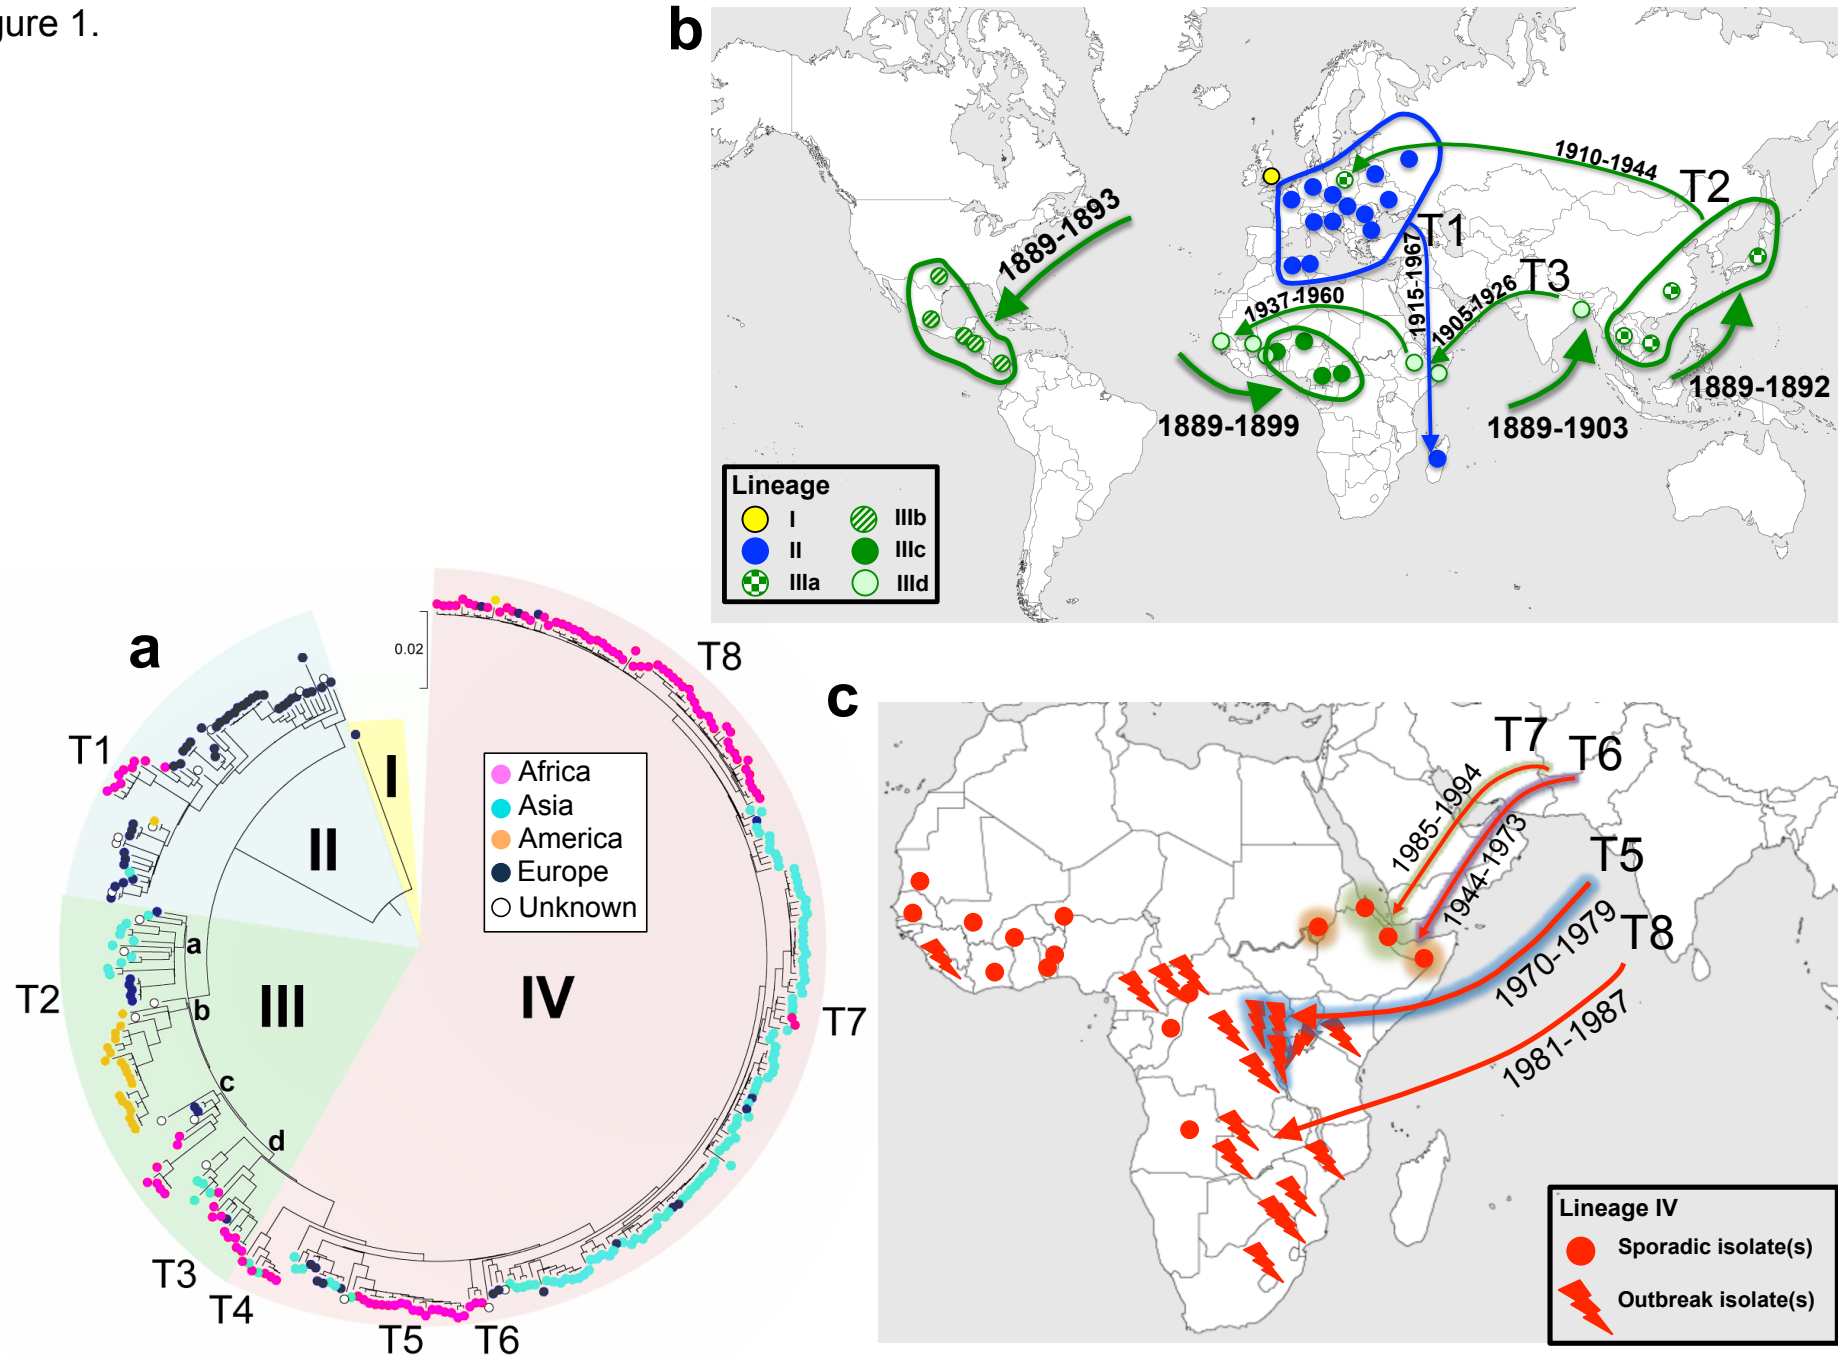 gure 1.
b
1910-1944
T2
1889-1893
T1
1915-1967
T3
1905-1926
1937-1960
1889-1899
1889-1903
1889-1892
Lineage
I
II
IIIa
IIIb
IIIc
IIId
a
0.02
T8
T1
I
II
Africa
Asia
America
Europe
Unknown
a
T2
b
III
IV
T7
c
d
T3
T4
T5
T6
c
T7
T6
1985-1994
1944-1973
T5
1970-1979
T8
1981-1987
Lineage IV
Sporadic isolate(s)
Outbreak isolate(s)